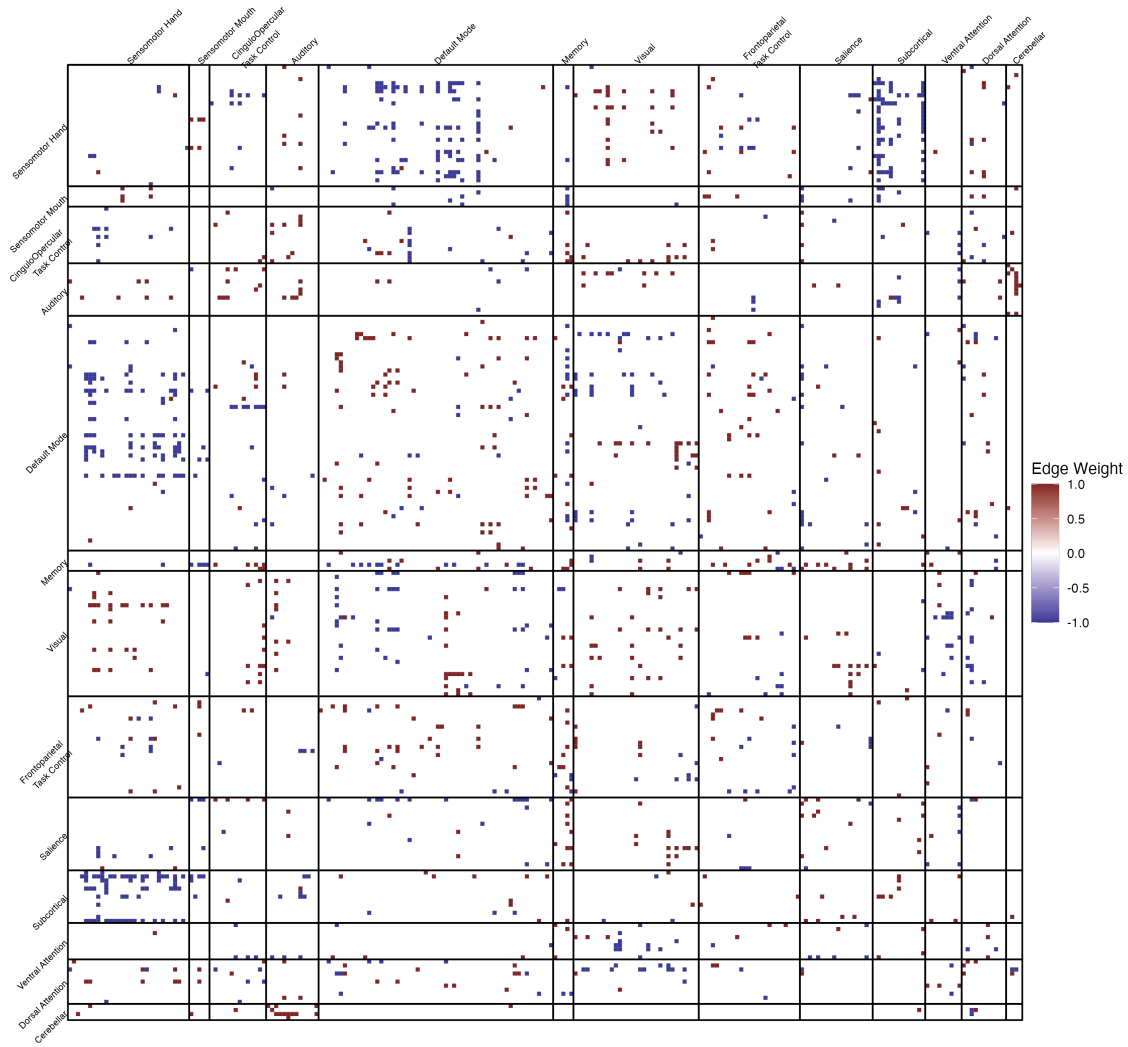 Sensomotor Hand
Sensomotor Mouth
CinguloOpercular
Task Control
Auditory
Default Mode
Memory
Visual
Frontoparietal
Task Control
Salience
Subcortical
Ventral Attention
Dorsal Attention
Cerebellar
Sensomotor Hand
Sensomotor Mouth
CinguloOpercular
Task Control
Auditory
Default Mode
Memory
Visual
Frontoparietal
Task Control
Salience
Subcortical
Ventral Attention
Dorsal Attention
Cerebellar
Edge Weight
1.0
0.5
0.0
-0.5
-1.0